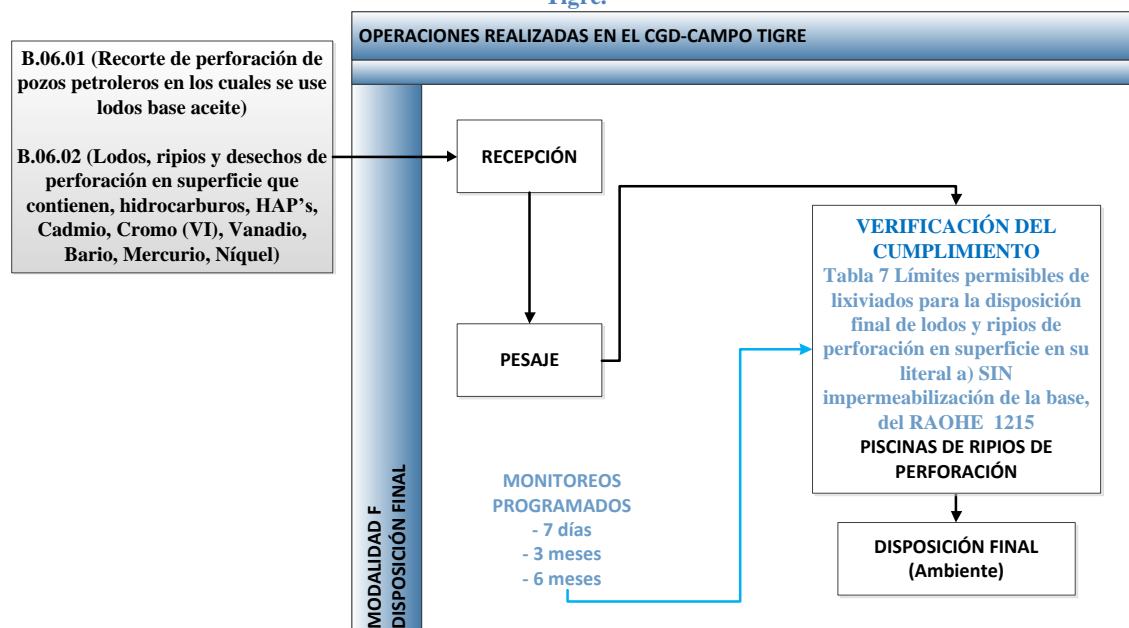 Tigre.
OPERACIONES REALIZADAS EN EL CGD-CAMPO TIGRE
B.06.01 (Recorte de perforación de
pozos petroleros en los cuales se use
lodos base aceite)
B.06.02 (Lodos, ripios y desechos de
perforación en superficie que
contienen, hidrocarburos, HAP's,
Cadmio, Cromo (VI), Vanadio,
Bario, Mercurio, Níquel)
MODALIDAD F
DISPOSICIÓN FINAL
RECEPCIÓN
PESAJE
MONITOREOS
PROGRAMADOS
- 7 días
- 3 meses
- 6 meses
VERIFICACIÓN DEL
CUMPLIMIENTO
Tabla 7 Límites permisibles de
lixiviados para la disposición
final de lodos y ripios de
perforación en superficie en su
literal a) SIN
impermeabilización de la base,
del RAOHE 1215
PISCINAS DE RIPIOS DE
PERFORACIÓN
DISPOSICIÓN FINAL
(Ambiente)